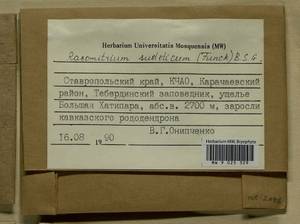 Herbarium Universitatis Mosquensis (MW)
Racomitrium sudeticum (Funck) B.S.G.
Ставропольский край, КЧАО, Карачаевский
район, Тебердинский заповедник, ущелье
Большая Хатипара, абс.в. 2700 м, заросли
кавказского рододендрона
В.Г.Онипченко
16.08 1990
Herbarium MW, Bryophyta